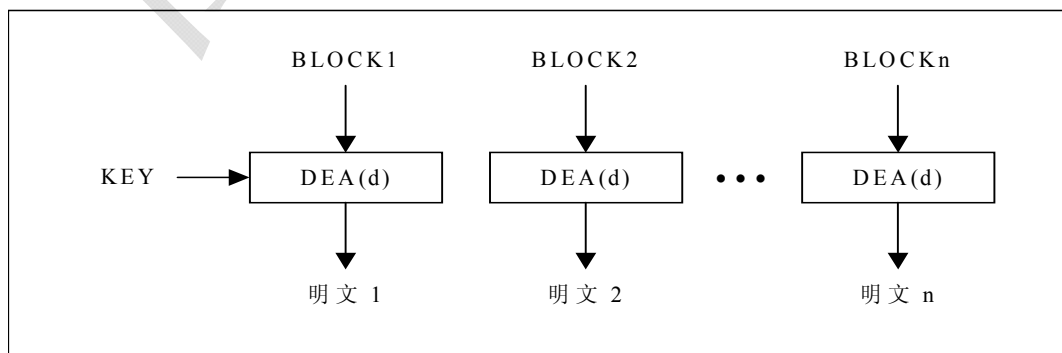 BLOCK1 BLOCK2 BLOCKn
KEY DEA(d) DEA(d) ••• DEA(d)
明文 1 明文 2 明文 n